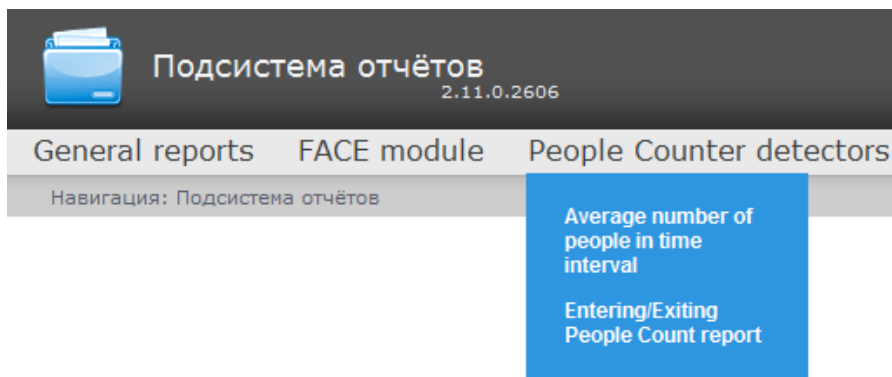 Подсистема отчётов
2.11.0.2606
General reports FACE module People Counter detectors
Навигация: Подсистема отчётов
Average number of
people in time
interval
Entering/Exiting
People Count report